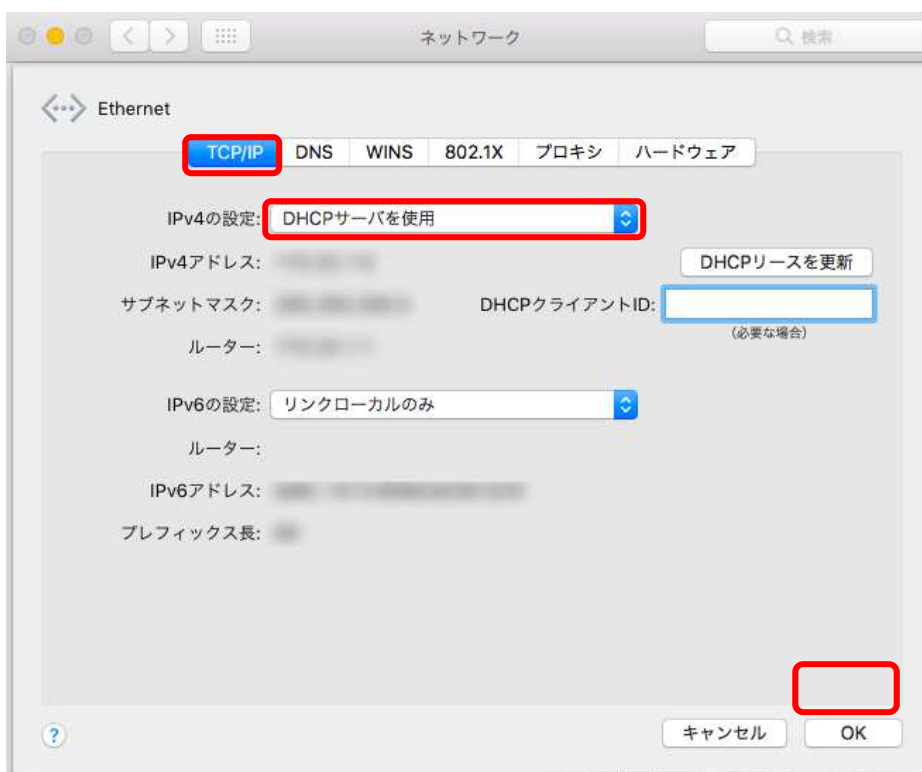 ネットワーク
検索
Ethernet
TCP/IP DNS WINS 802.1X プロキシ ハードウェア
IPv4の設定: DHCPサーバを使用
IPv4アドレス: DHCPリースを更新
サブネットマスク: DHCPクライアントID:
(必要な場合)
ルーター:
IPv6の設定: リンクローカルのみ
ルーター:
IPv6アドレス:
プレフィックス長:
? キャンセル OK